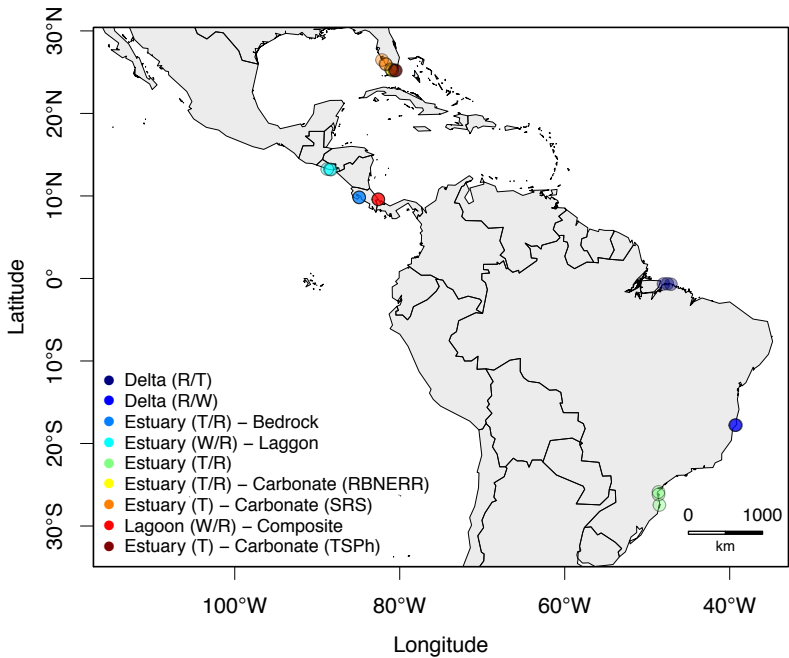 30°N
20°N
10°N
0°
10°S
20°S
30°S
Latitude
Delta (R/T)
Delta (R/W)
Estuary (T/R) − Bedrock
Estuary (W/R) − Laggon
Estuary (T/R)
Estuary (T/R) − Carbonate (RBNERR)
Estuary (T) − Carbonate (SRS)
Lagoon (W/R) − Composite
Estuary (T) − Carbonate (TSPh)
0 1000
km
100°W 80°W 60°W 40°W
Longitude